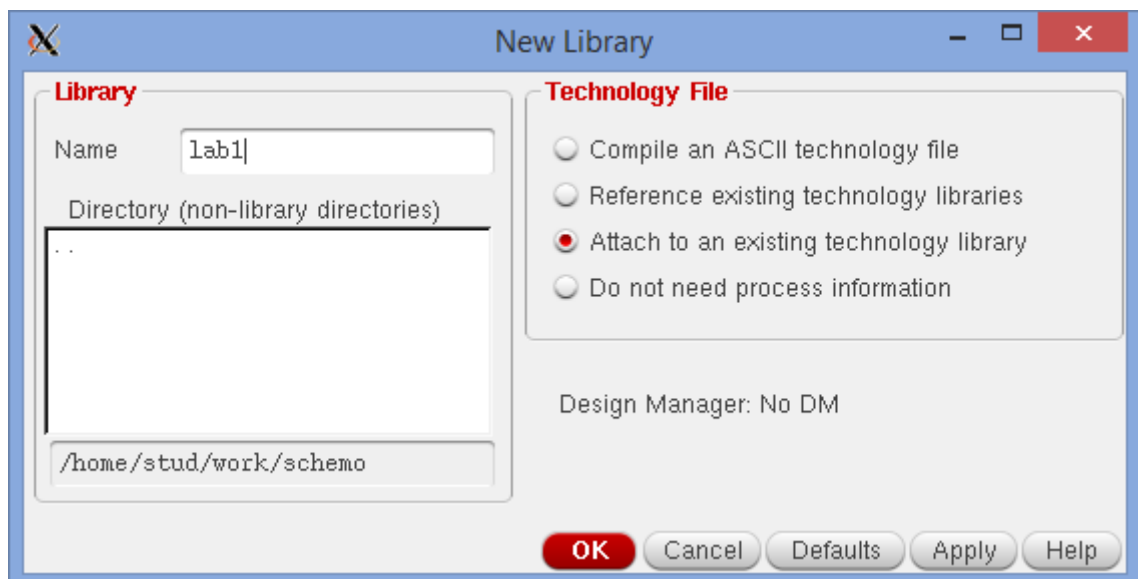 New Library
Library
Name lab1
Directory (non-library directories)
..
/home/stud/work/schemo
Technology File
Compile an ASCII technology file
Reference existing technology libraries
Attach to an existing technology library
Do not need process information
Design Manager: No DM
OK Cancel Defaults Apply Help